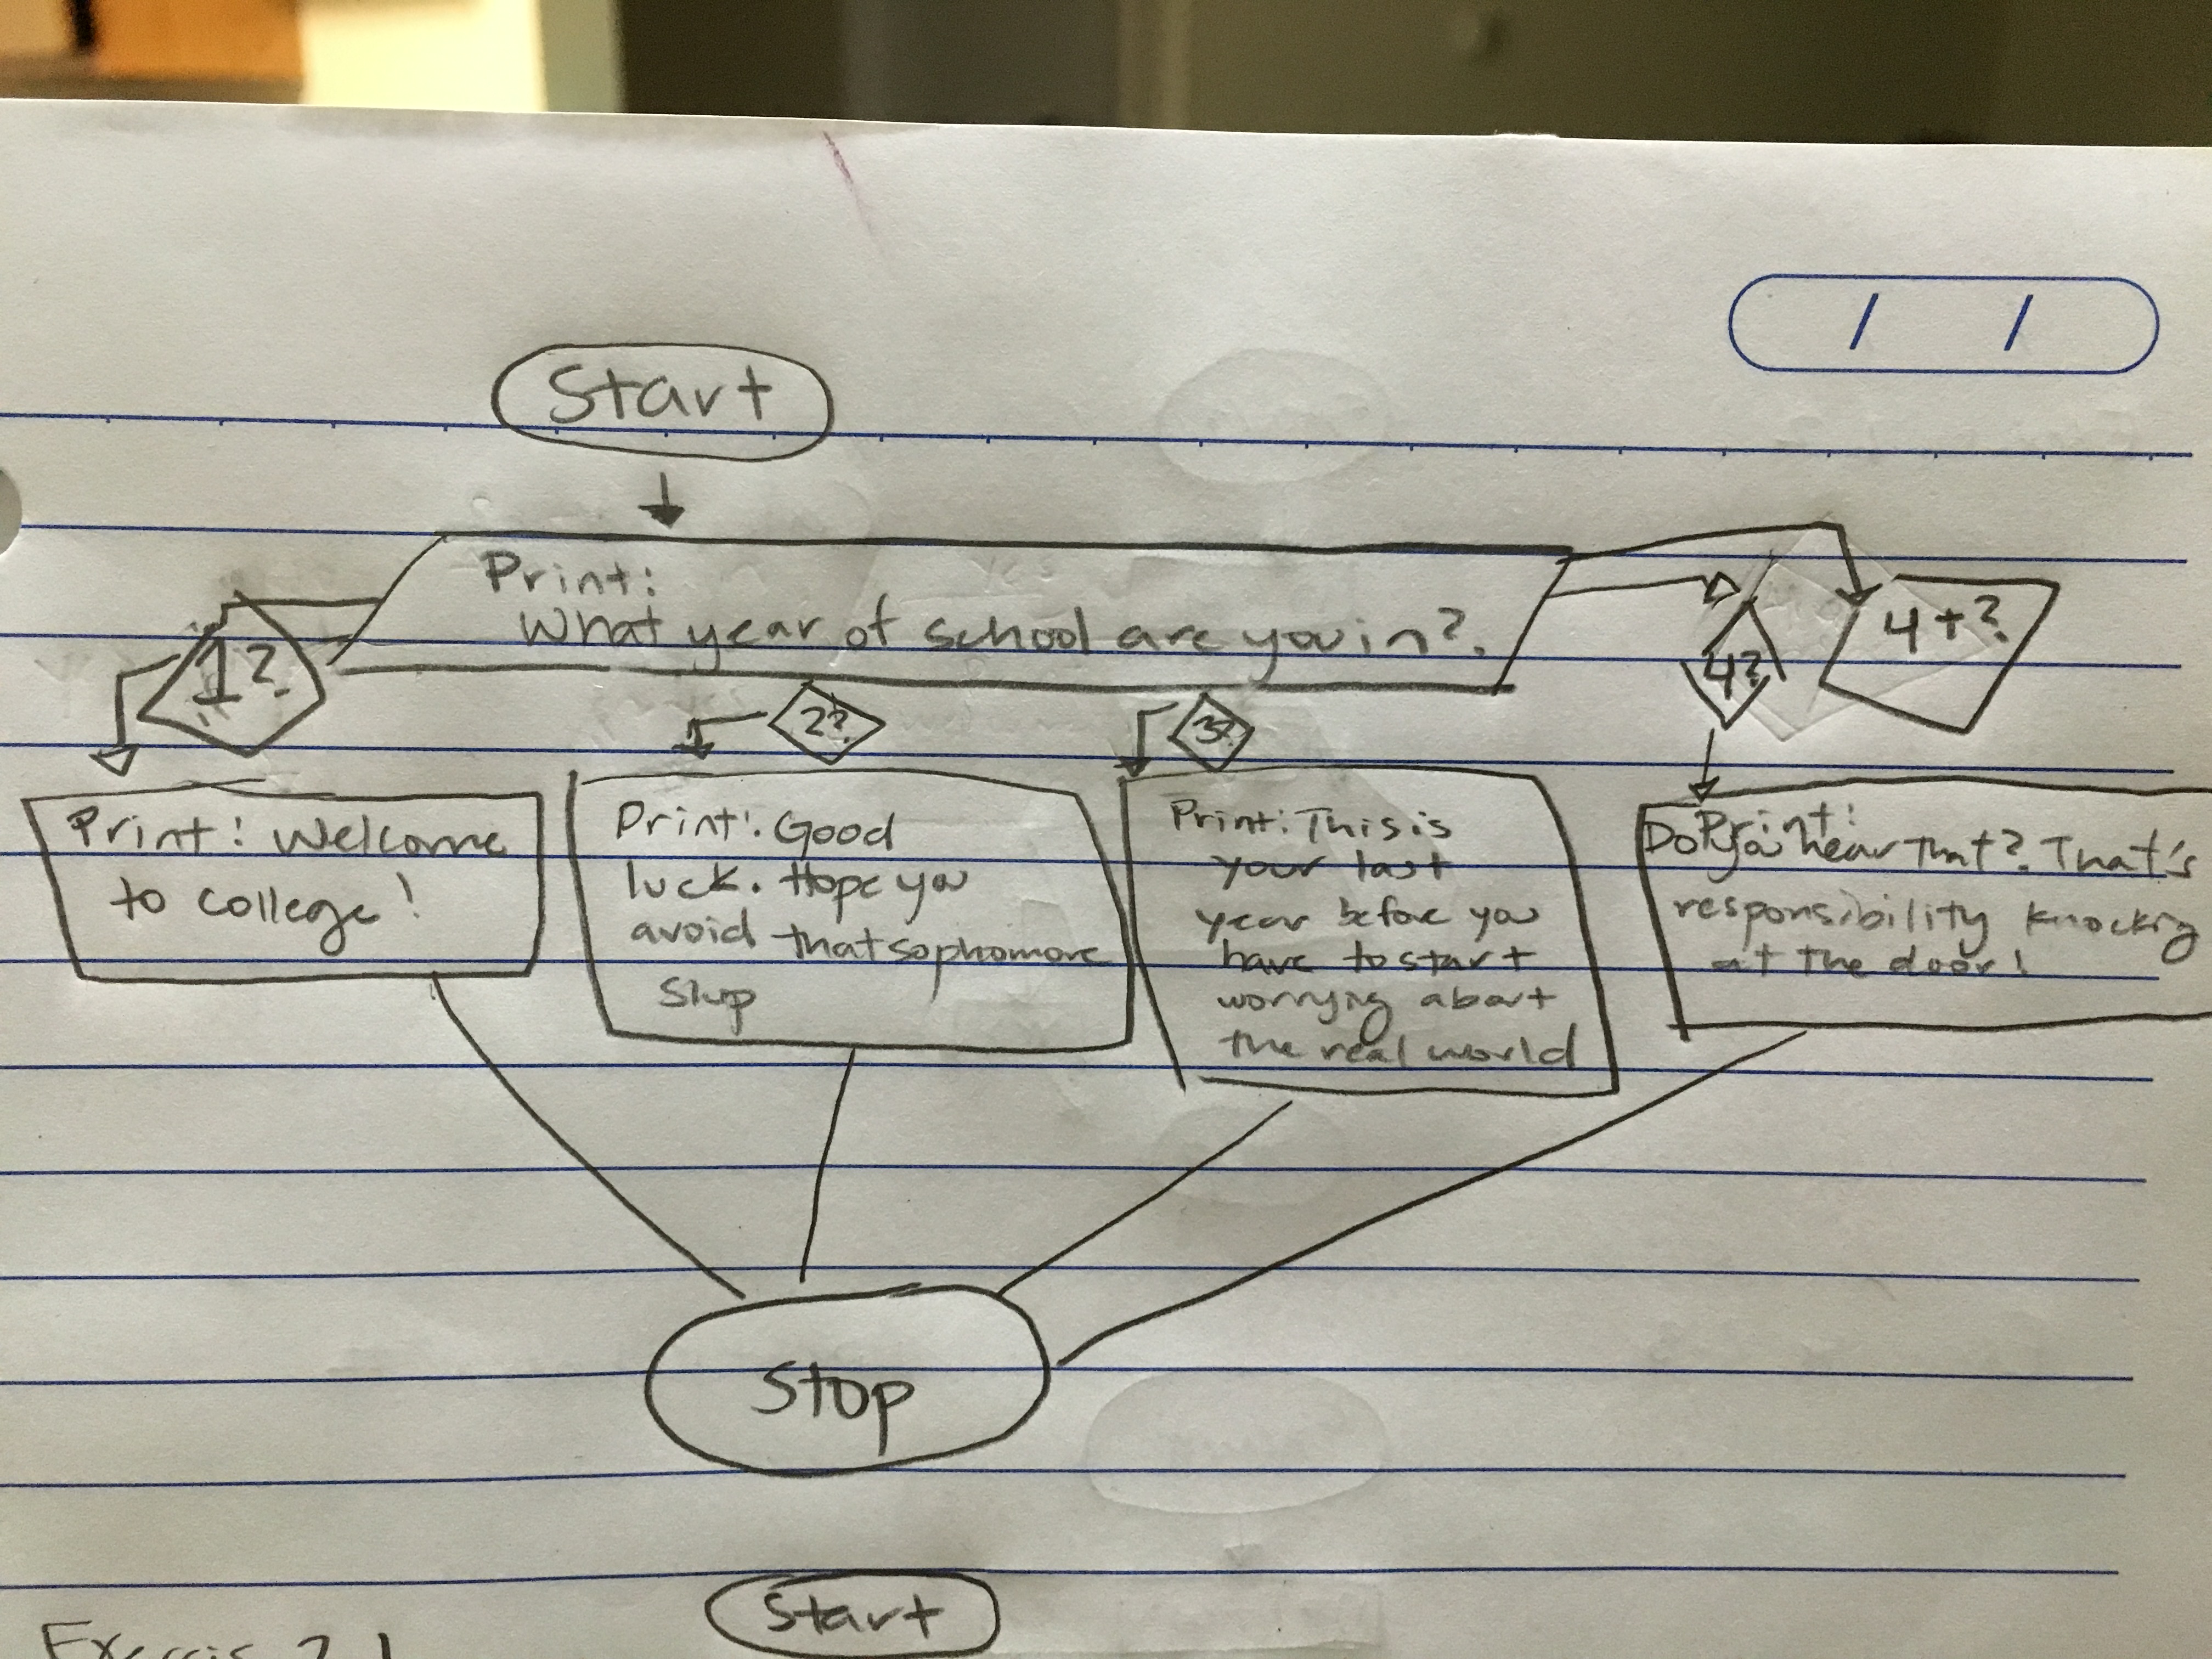 / /
Start
Print:
What year of school are you in?
1?
2?
3?
4?
4+?
Print: Welcome
to college!
Print: Good
luck. Hope you
avoid that sophomore
slup
Print: This is
your last
year before you
have to start
worrying about
the real world
Print:
Do you hear that? That's
responsibility knocking
at the door!
Stop
Start